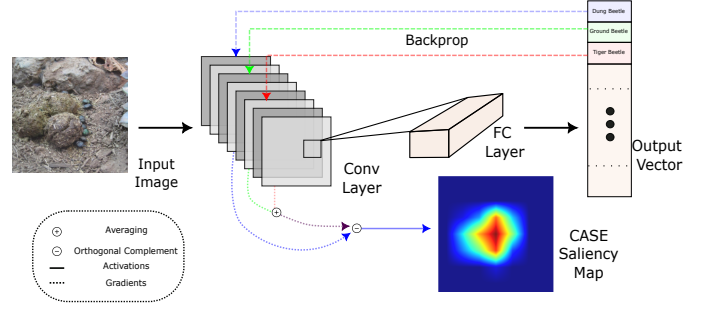 Dung Beetle
Ground Beetle
Tiger Beetle
Backprop
Input
Image
Conv
Layer
FC
Layer
Output
Vector
CASE
Saliency
Map
Averaging
Orthogonal Complement
Activations
Gradients